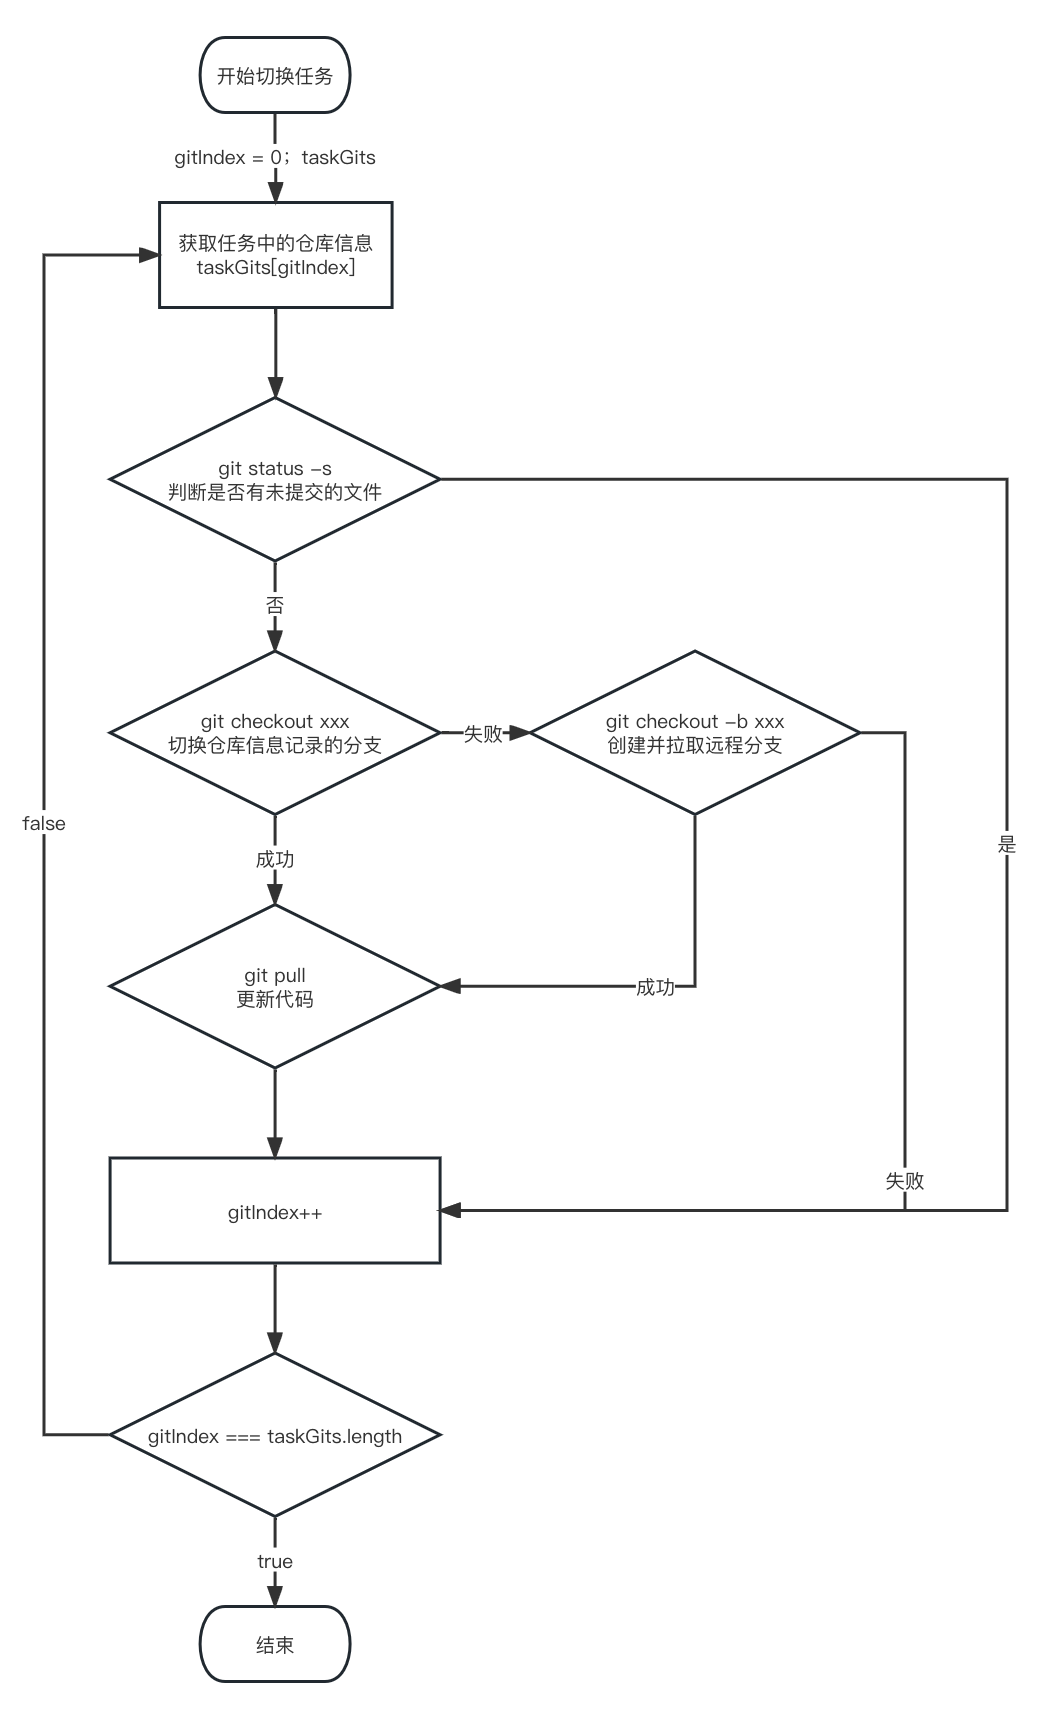 开始切换任务
gitIndex = 0；taskGits
获取任务中的仓库信息
taskGits[gitIndex]
git status -s
判断是否有未提交的文件
否
git checkout xxx
切换仓库信息记录的分支
失败
git checkout -b xxx
创建并拉取远程分支
false
是
成功
git pull
更新代码
成功
失败
gitIndex++
gitIndex === taskGits.length
true
结束